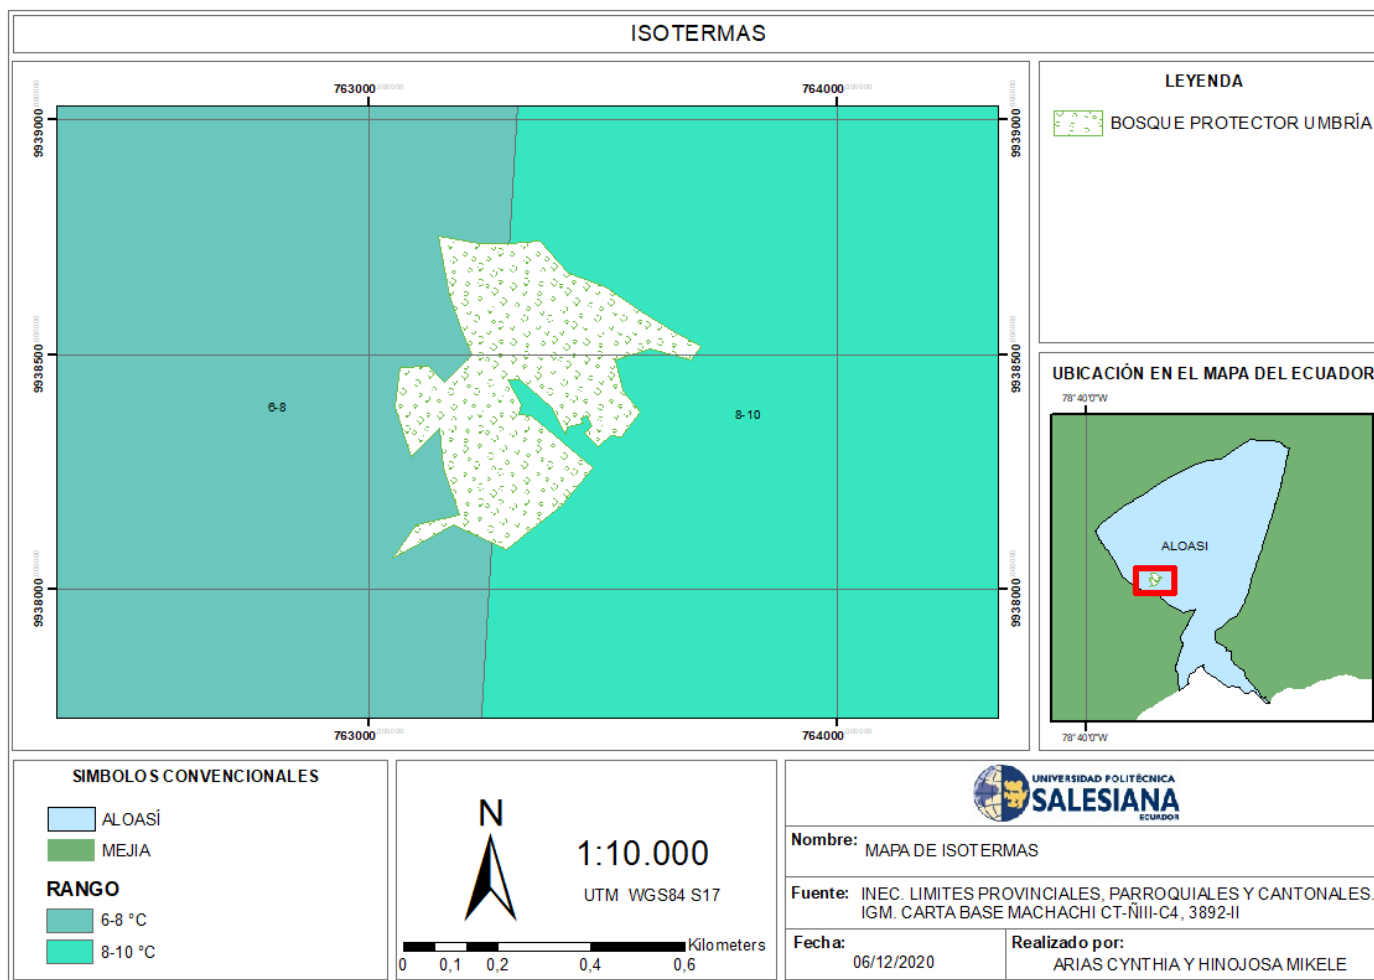 ISOTERMAS
763000
764000
9939000
9939000
9938500
9938500
9938000
9938000
6-8
8-10
763000
764000
LEYENDA
BOSQUE PROTECTOR UMBRÍA
UBICACIÓN EN EL MAPA DEL ECUADOR
78°40'0"W
ALOASI
78°40'0"W
SIMBOLOS CONVENCIONALES
ALOASÍ
MEJIA
RANGO
6-8 °C
8-10 °C
N
1:10.000
UTM WGS84 S17
Kilometers
0 0,1 0,2 0,4 0,6
UNIVERSIDAD POLITÉCNICA
SALESIANA
ECUADOR
Nombre: MAPA DE ISOTERMAS
Fuente: INEC. LIMITES PROVINCIALES, PARROQUIALES Y CANTONALES.
IGM. CARTA BASE MACHACHI CT-ÑIII-C4, 3892-II
Fecha:
06/12/2020
Realizado por:
ARIAS CYNTHIA Y HINOJOSA MIKELE